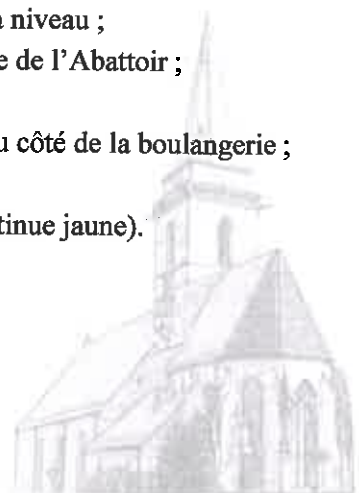 niveau ;
e de l'Abattoir ;
u côté de la boulangerie ;
tinue jaune).